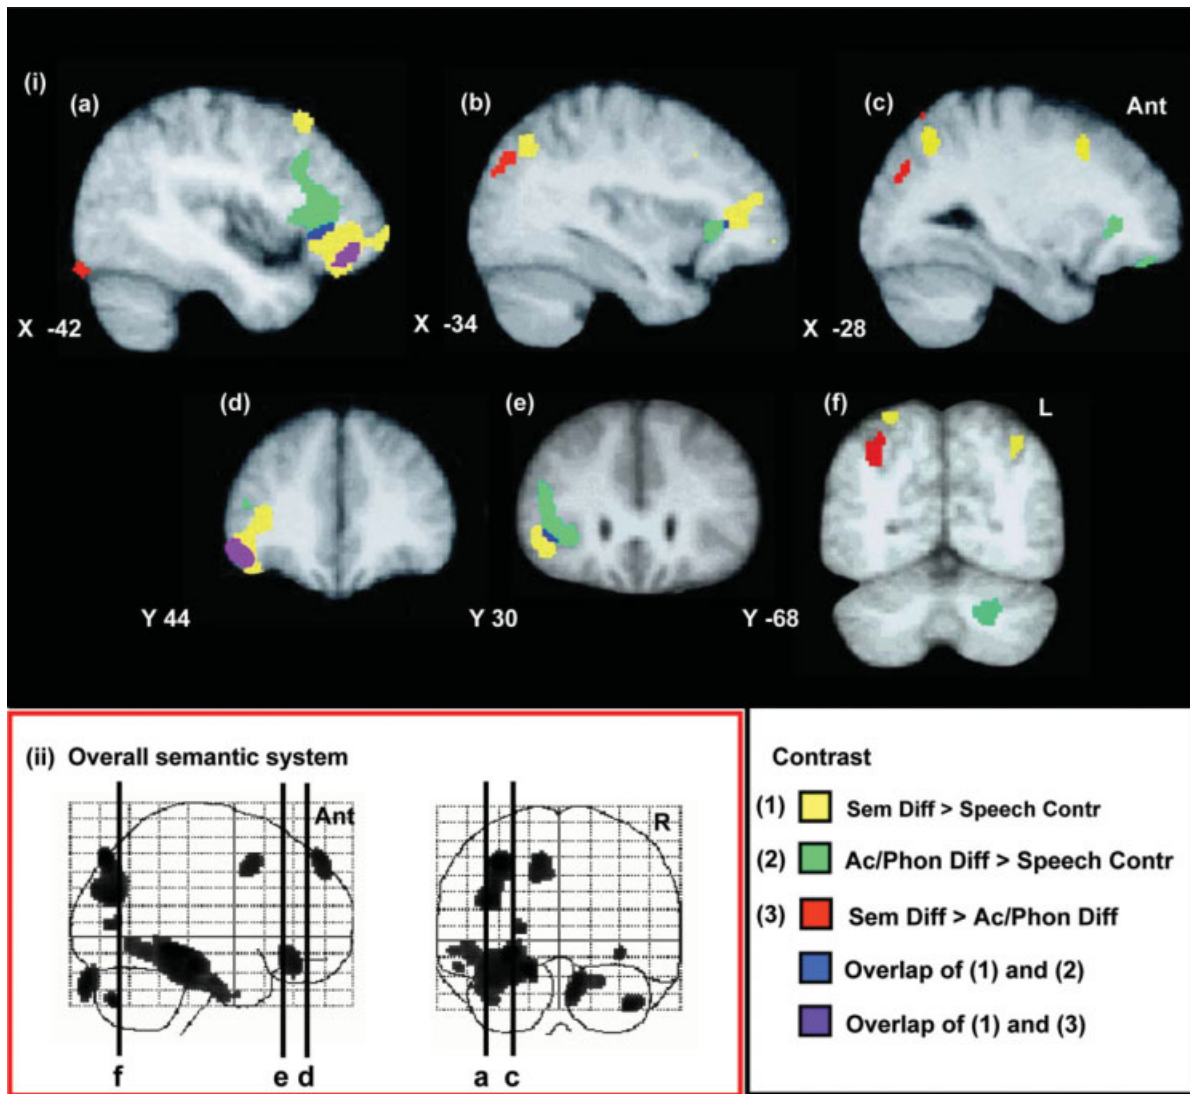 (i)
(a)
(b)
(c)
Ant
X -42
X -34
X -28
(d)
(e)
(f)
L
Y 44
Y 30
Y -68
(ii) Overall semantic system
Ant
R
f
e
d
a
c
Contrast
(1) Sem Diff > Speech Contr
(2) Ac/Phon Diff > Speech Contr
(3) Sem Diff > Ac/Phon Diff
Overlap of (1) and (2)
Overlap of (1) and (3)